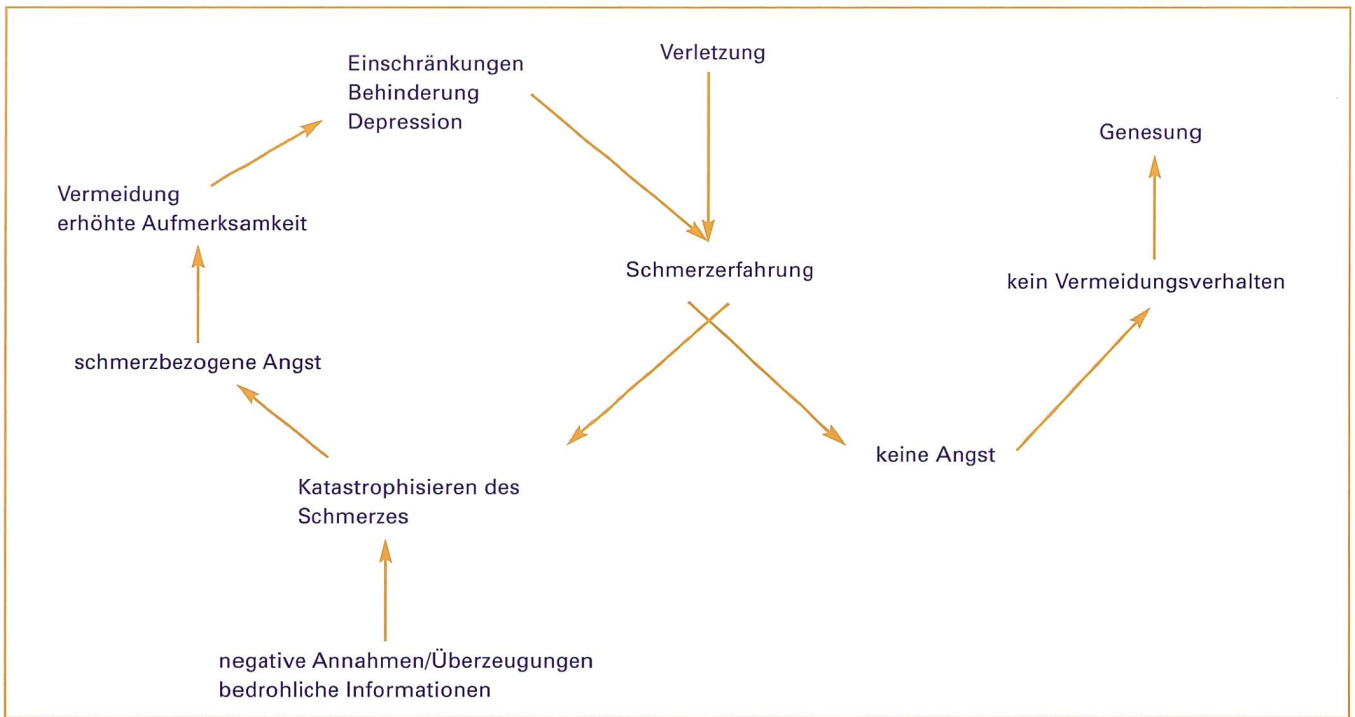 Verletzung
Einschränkungen
Behinderung
Depression
Genesung
Vermeidung
erhöhte Aufmerksamkeit
Schmerzerfahrung
kein Vermeidungsverhalten
schmerzbezogene Angst
keine Angst
Katastrophisieren des
Schmerzes
negative Annahmen/Überzeugungen
bedrohliche Informationen